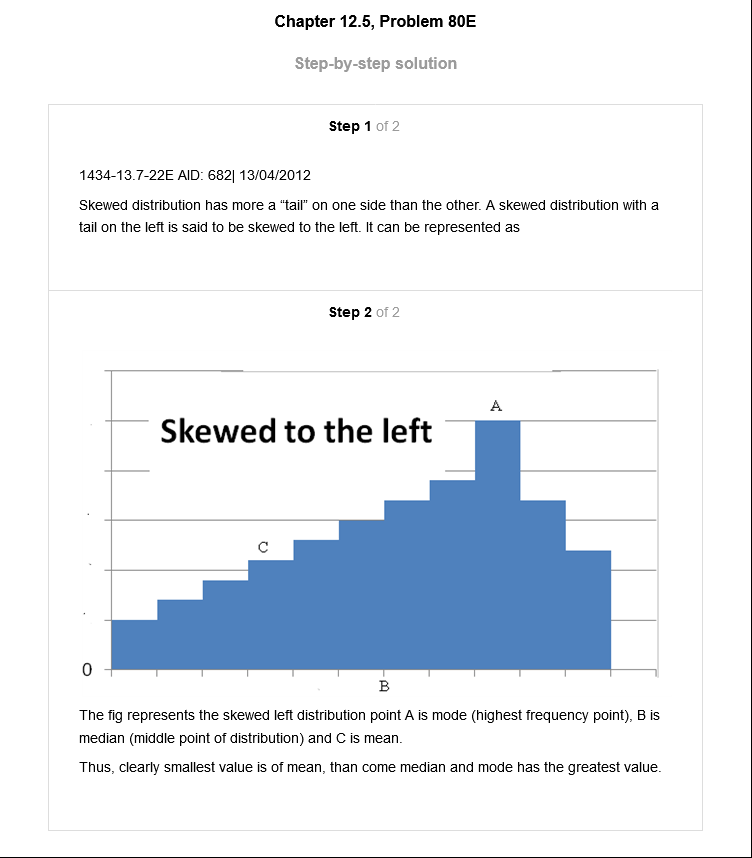 Chapter 12.5, Problem 80E
Step-by-step solution
Step 1 of 2
1434-13.7-22E AID: 682| 13/04/2012
Skewed distribution has more a “tail” on one side than the other. A skewed distribution with a
tail on the left is said to be skewed to the left. It can be represented as
Step 2 of 2
A
Skewed to the left
C
0
B
The fig represents the skewed left distribution point A is mode (highest frequency point), B is
median (middle point of distribution) and C is mean.
Thus, clearly smallest value is of mean, than come median and mode has the greatest value.